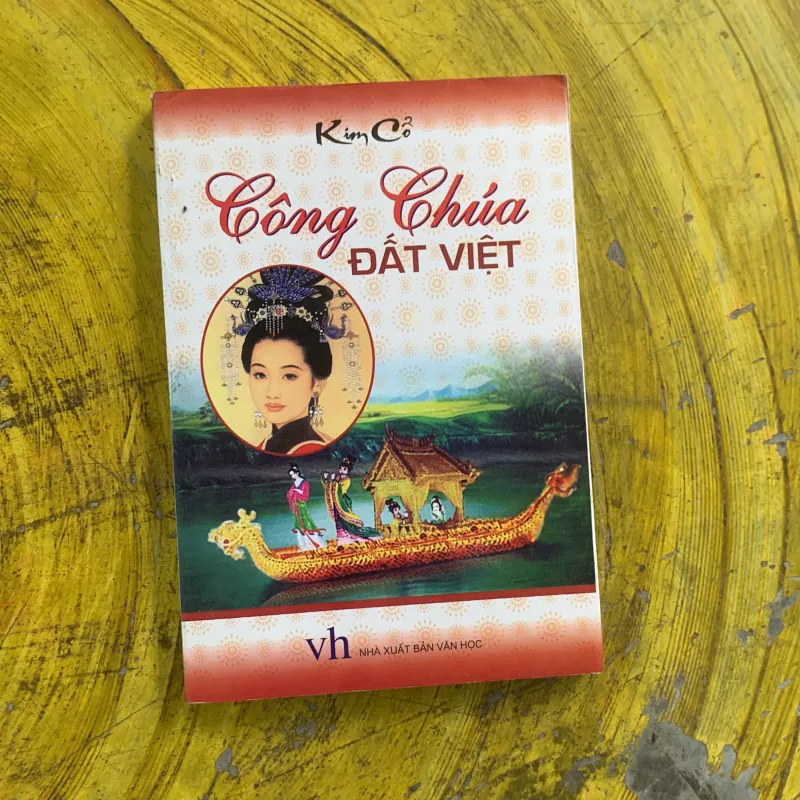 Kim Cổ
Công Chúa
ĐẤT VIỆT
vh NHÀ XUẤT BẢN VĂN HỌC